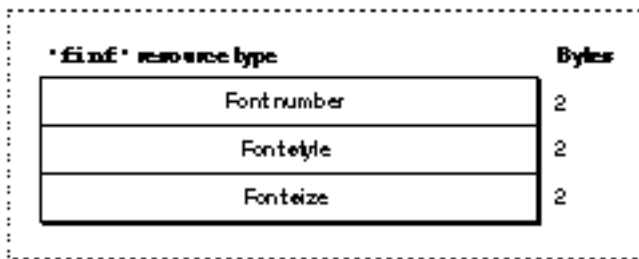 'finf' resource type Bytes
Font number 2
Font style 2
Font size 2